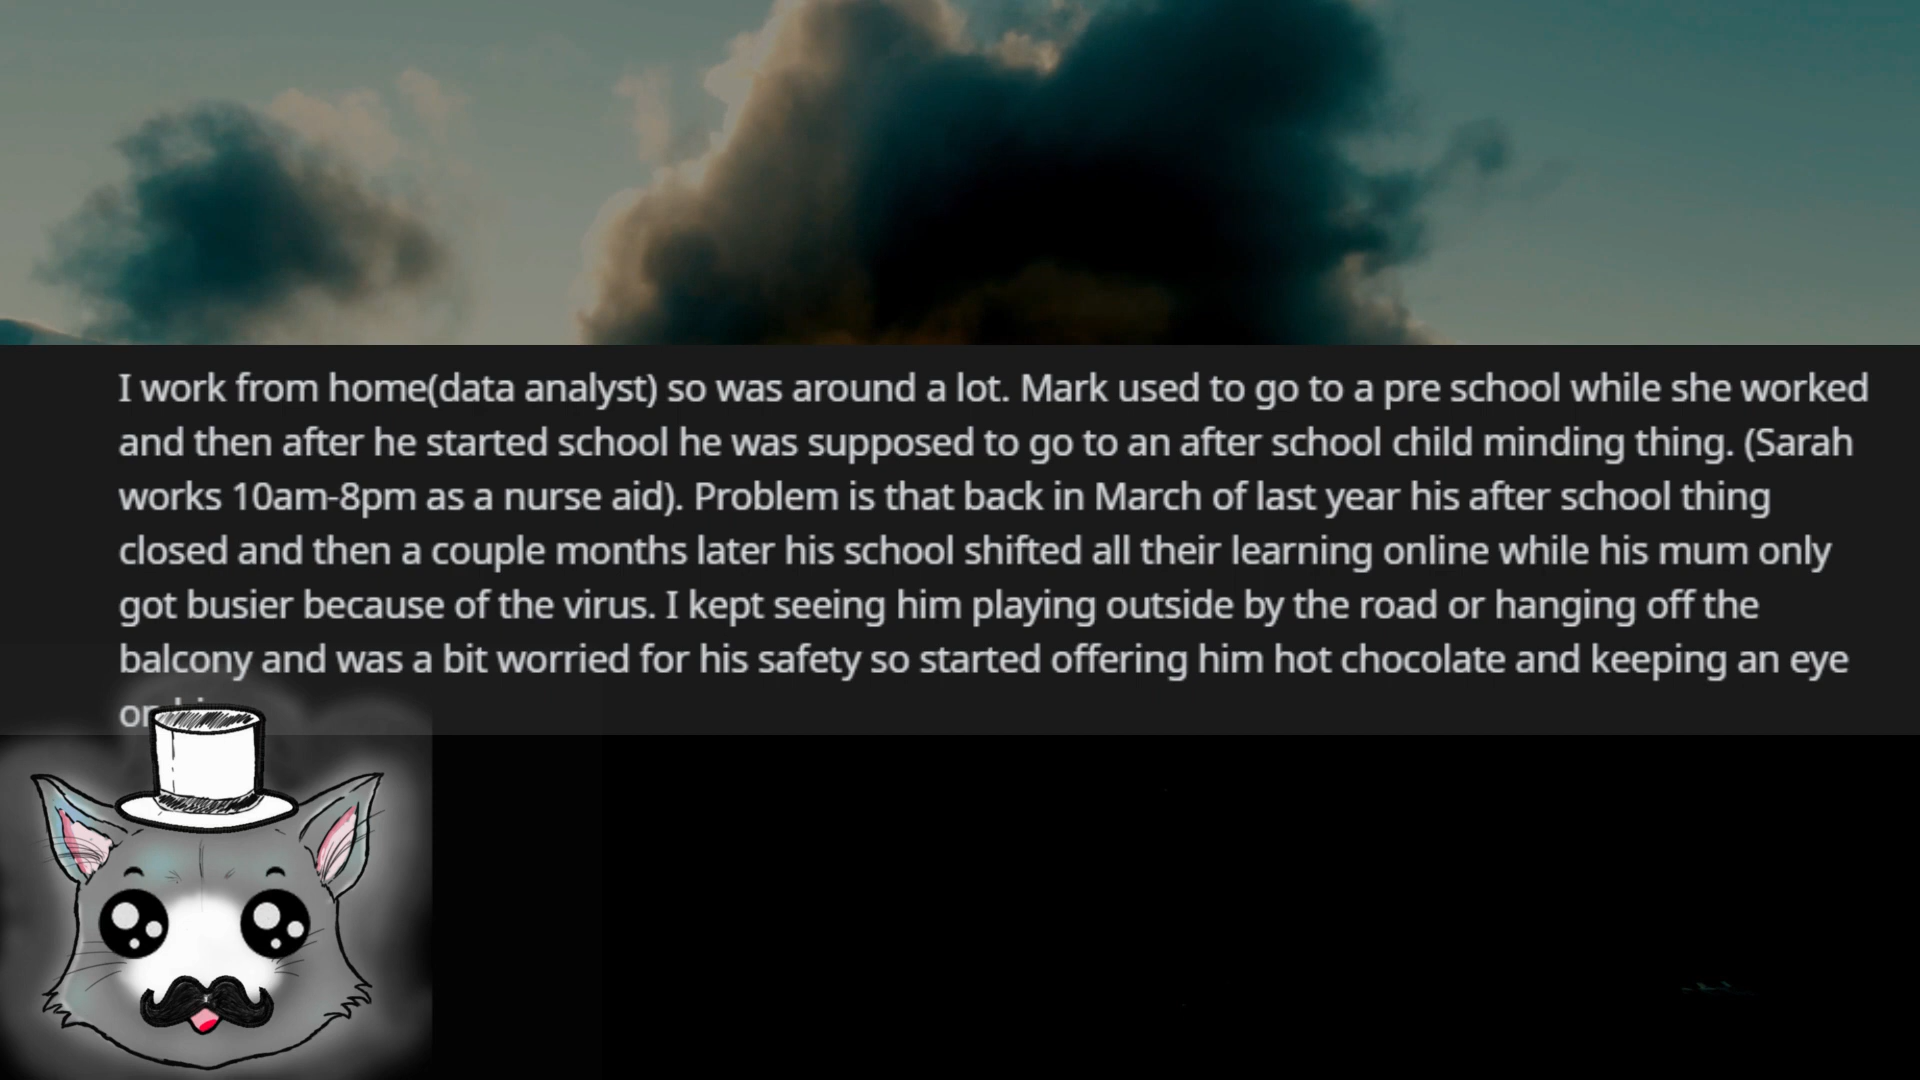 I work from home(data analyst) so was around a lot. Mark used to go to a pre school while she worked
and then after he started school he was supposed to go to an after school child minding thing. (Sarah
works 10am-8pm as a nurse aid). Problem is that back in March of last year his after school thing
closed and then a couple months later his school shifted all their learning online while his mum only
got busier because of the virus. I kept seeing him playing outside by the road or hanging off the
balcony and was a bit worried for his safety so started offering him hot chocolate and keeping an eye